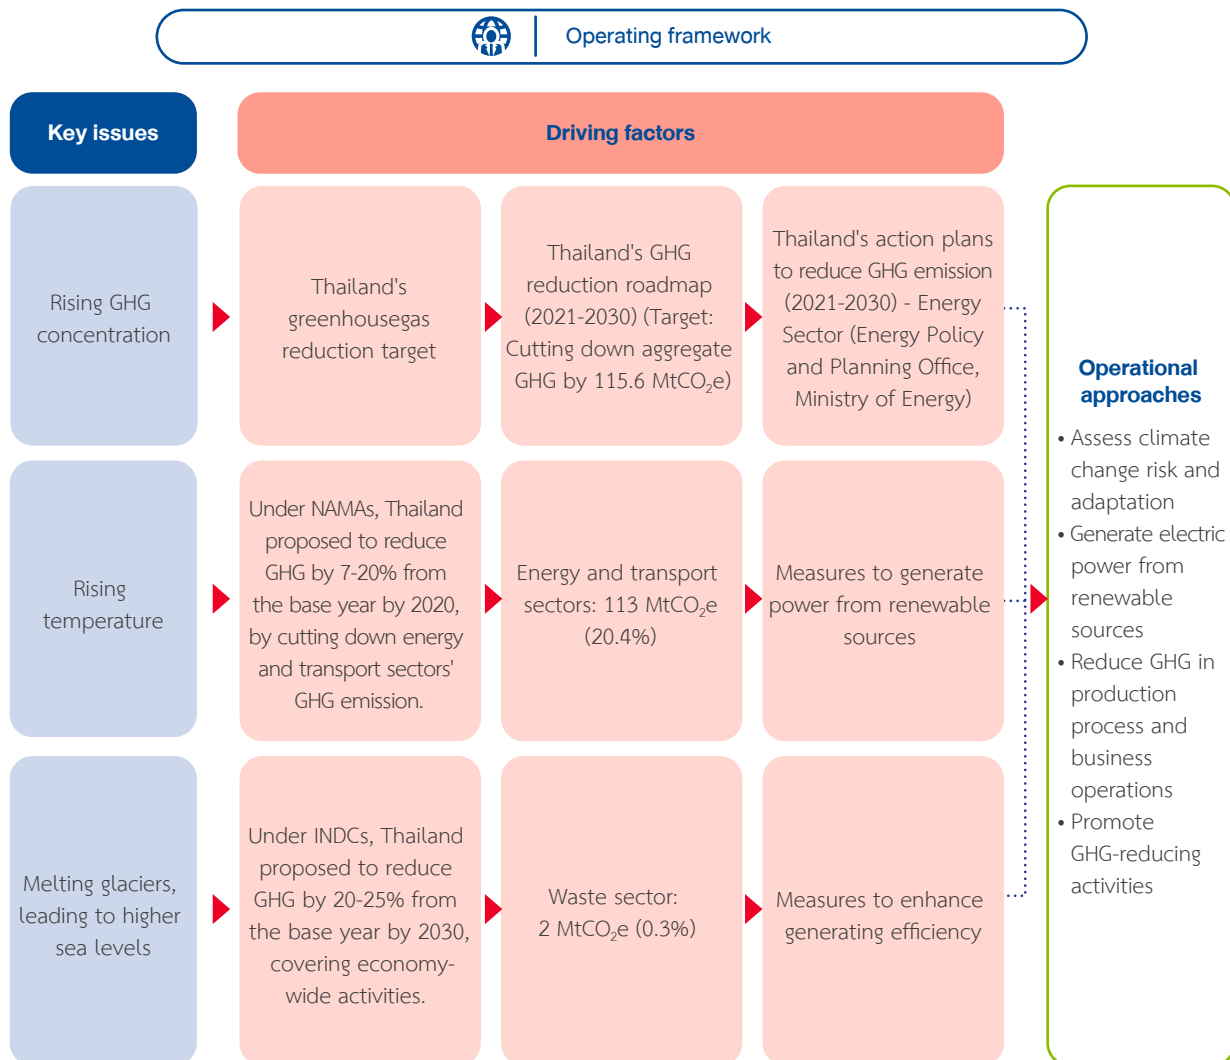 Operating framework
Key issues
Driving factors
Rising GHG
concentration
Thailand's
greenhousegas
reduction target
Thailand's GHG
reduction roadmap
(2021-2030) (Target:
Cutting down aggregate
GHG by 115.6 MtCO₂e)
Thailand's action plans
to reduce GHG emission
(2021-2030) - Energy
Sector (Energy Policy
and Planning Office,
Ministry of Energy)
Rising
temperature
Under NAMAs, Thailand
proposed to reduce
GHG by 7-20% from
the base year by 2020,
by cutting down energy
and transport sectors'
GHG emission.
Energy and transport
sectors: 113 MtCO₂e
(20.4%)
Measures to generate
power from renewable
sources
Melting glaciers,
leading to higher
sea levels
Under INDCs, Thailand
proposed to reduce
GHG by 20-25% from
the base year by 2030,
covering economy-
wide activities.
Waste sector:
2 MtCO₂e (0.3%)
Measures to enhance
generating efficiency
Operational
approaches
• Assess climate
change risk and
adaptation
• Generate electric
power from
renewable
sources
• Reduce GHG in
production
process and
business
operations
• Promote
GHG-reducing
activities